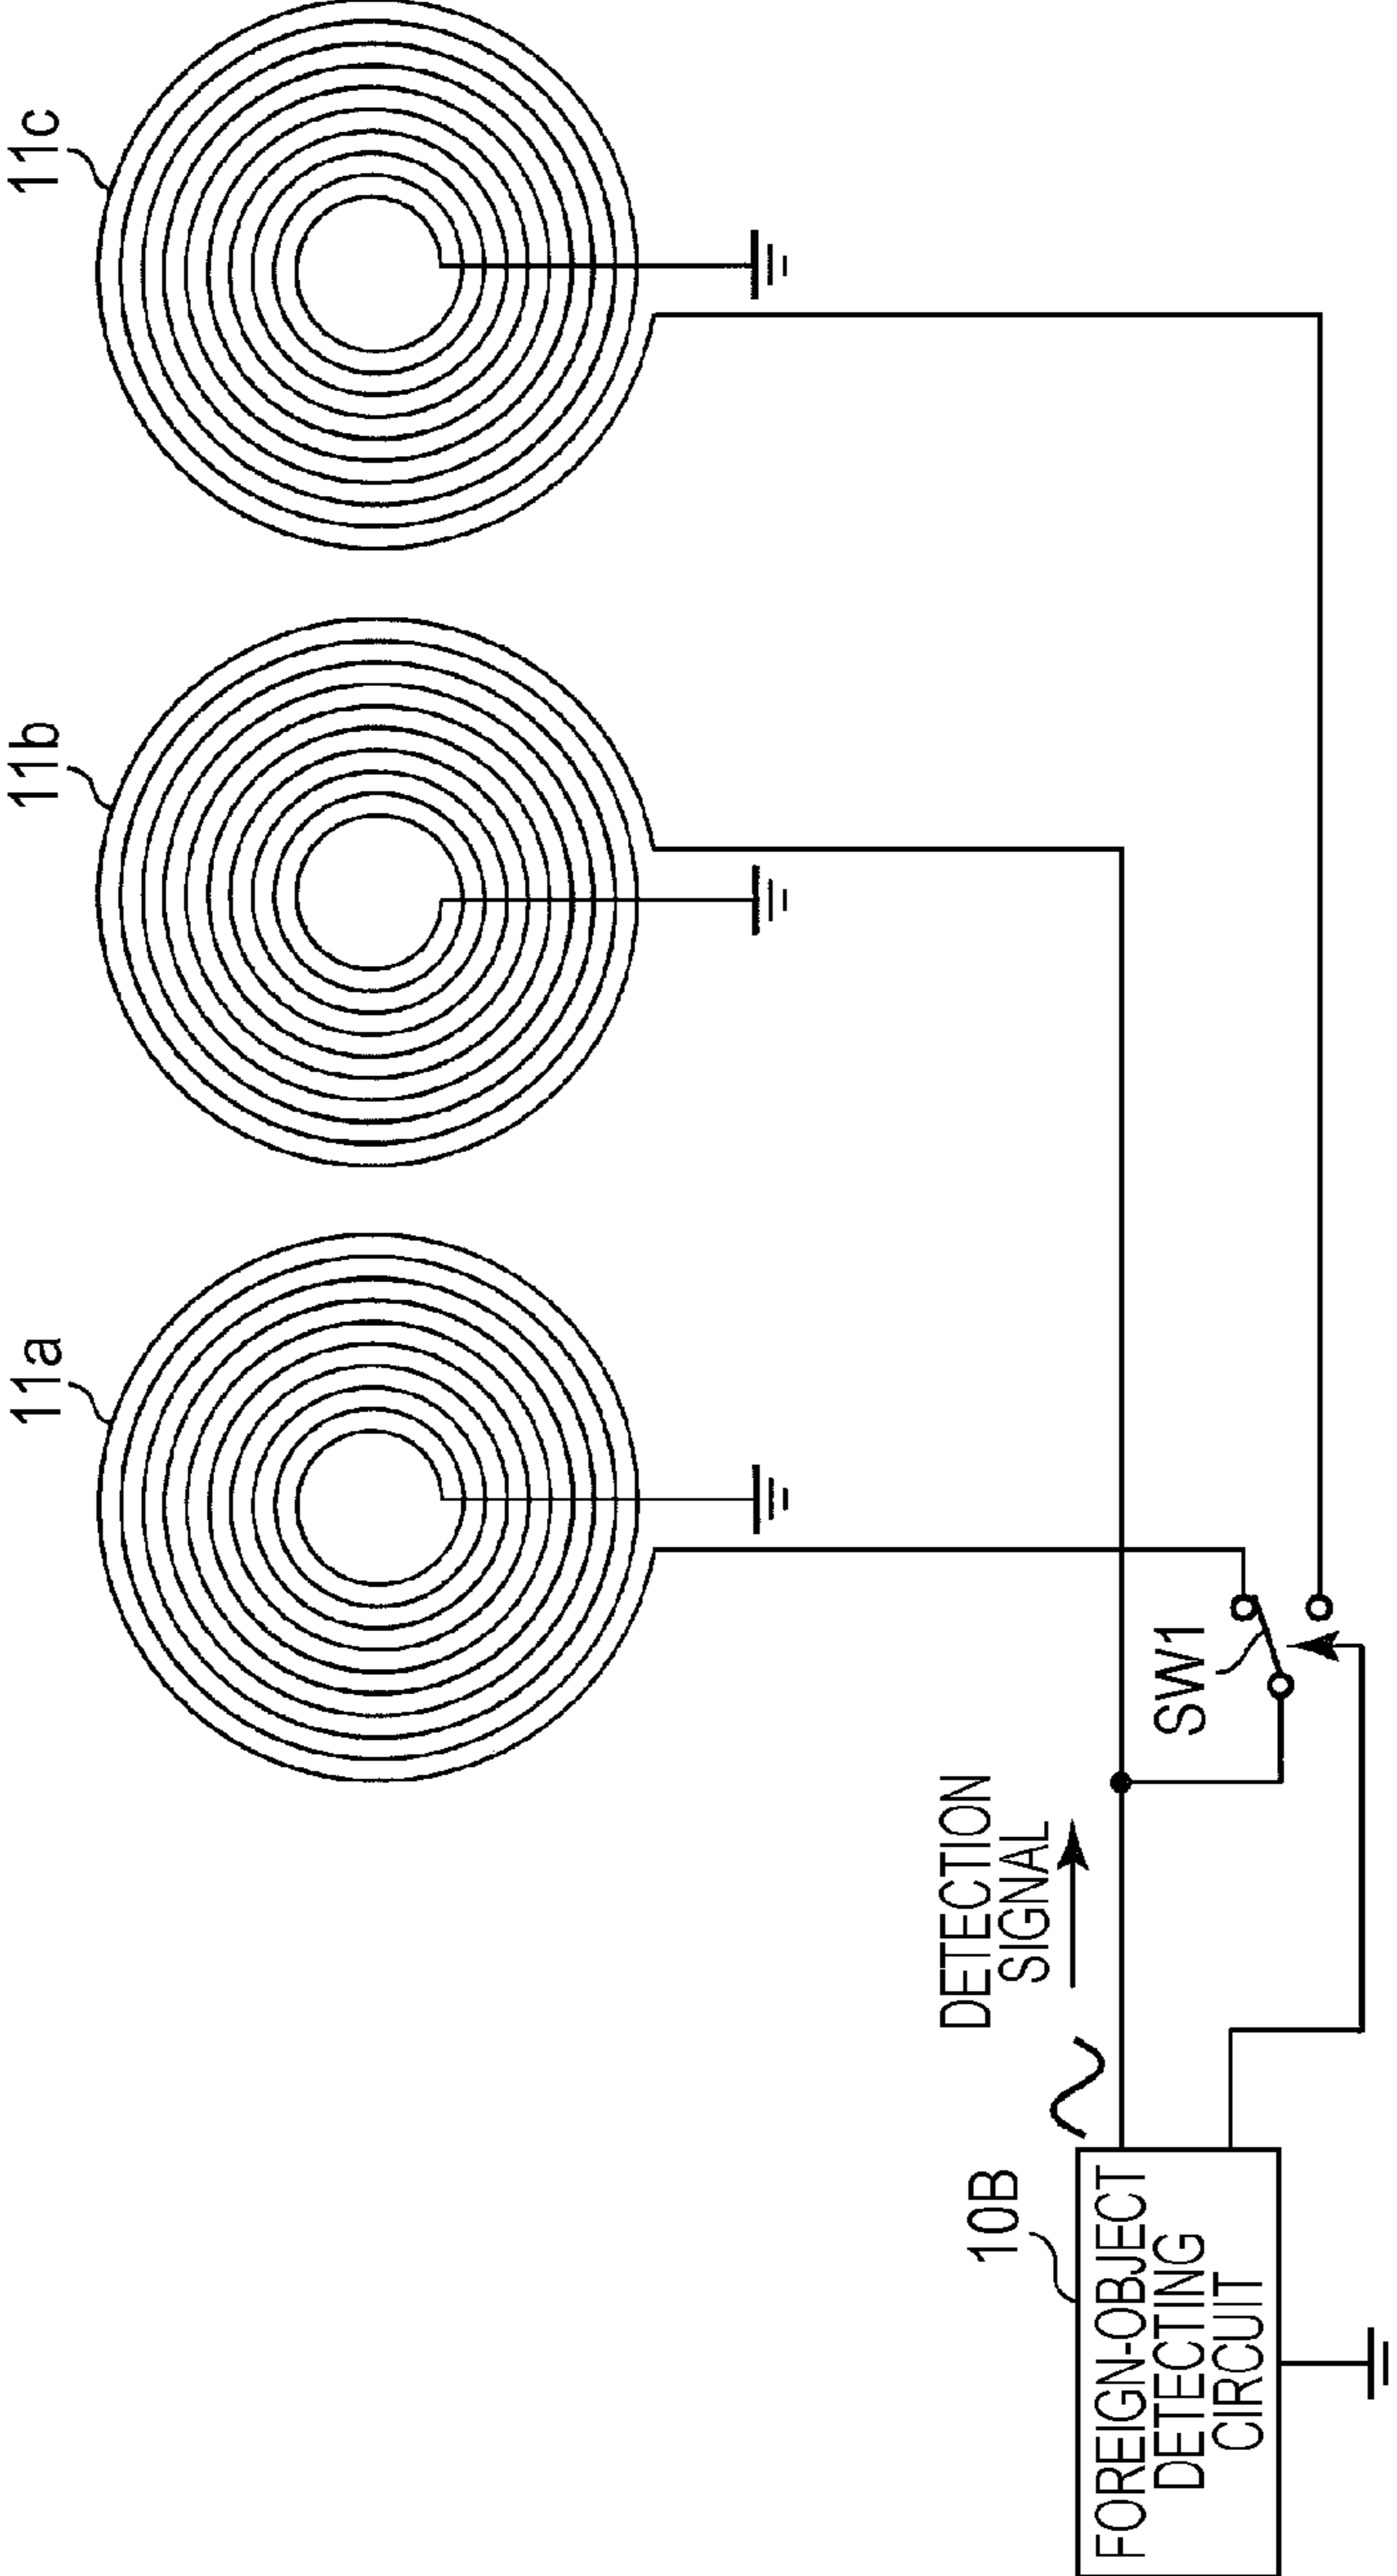 11a
11b
11c
DETECTION
SIGNAL
SW1
10B
FOREIGN-OBJECT
DETECTING
CIRCUIT